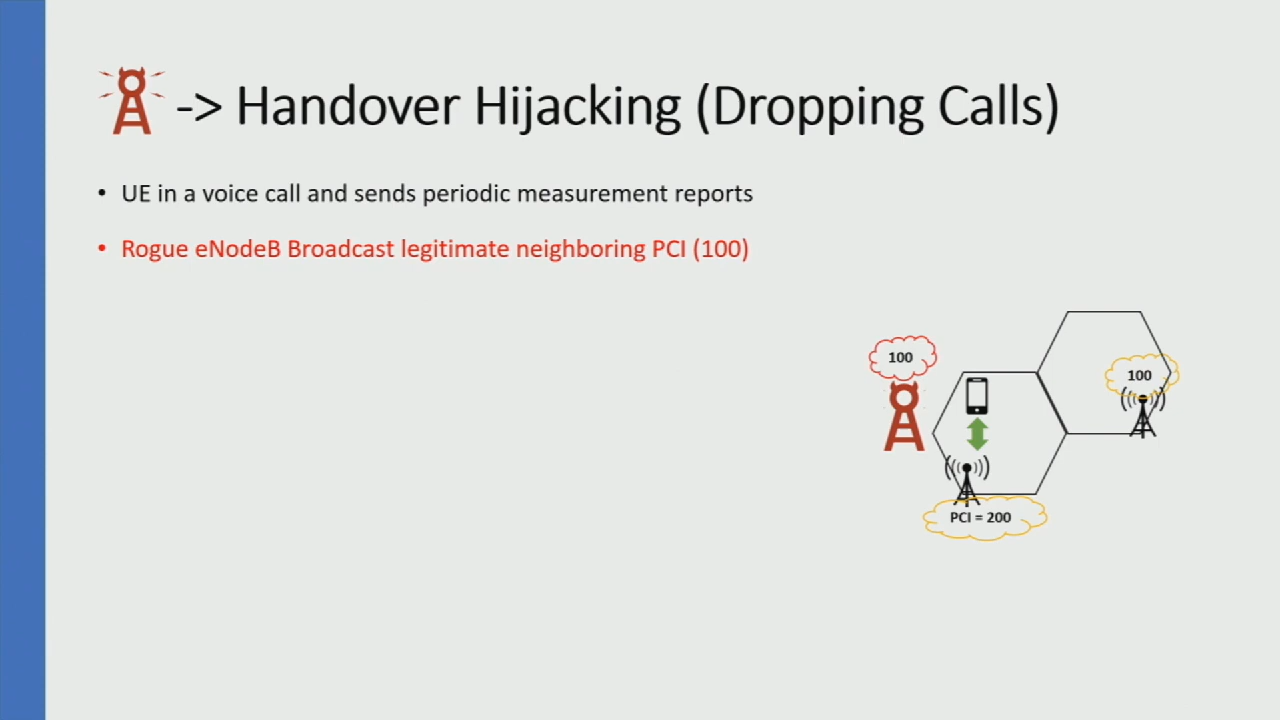 -> Handover Hijacking (Dropping Calls)
• UE in a voice call and sends periodic measurement reports
• Rogue eNodeB Broadcast legitimate neighboring PCI (100)
100
100
PCI = 200